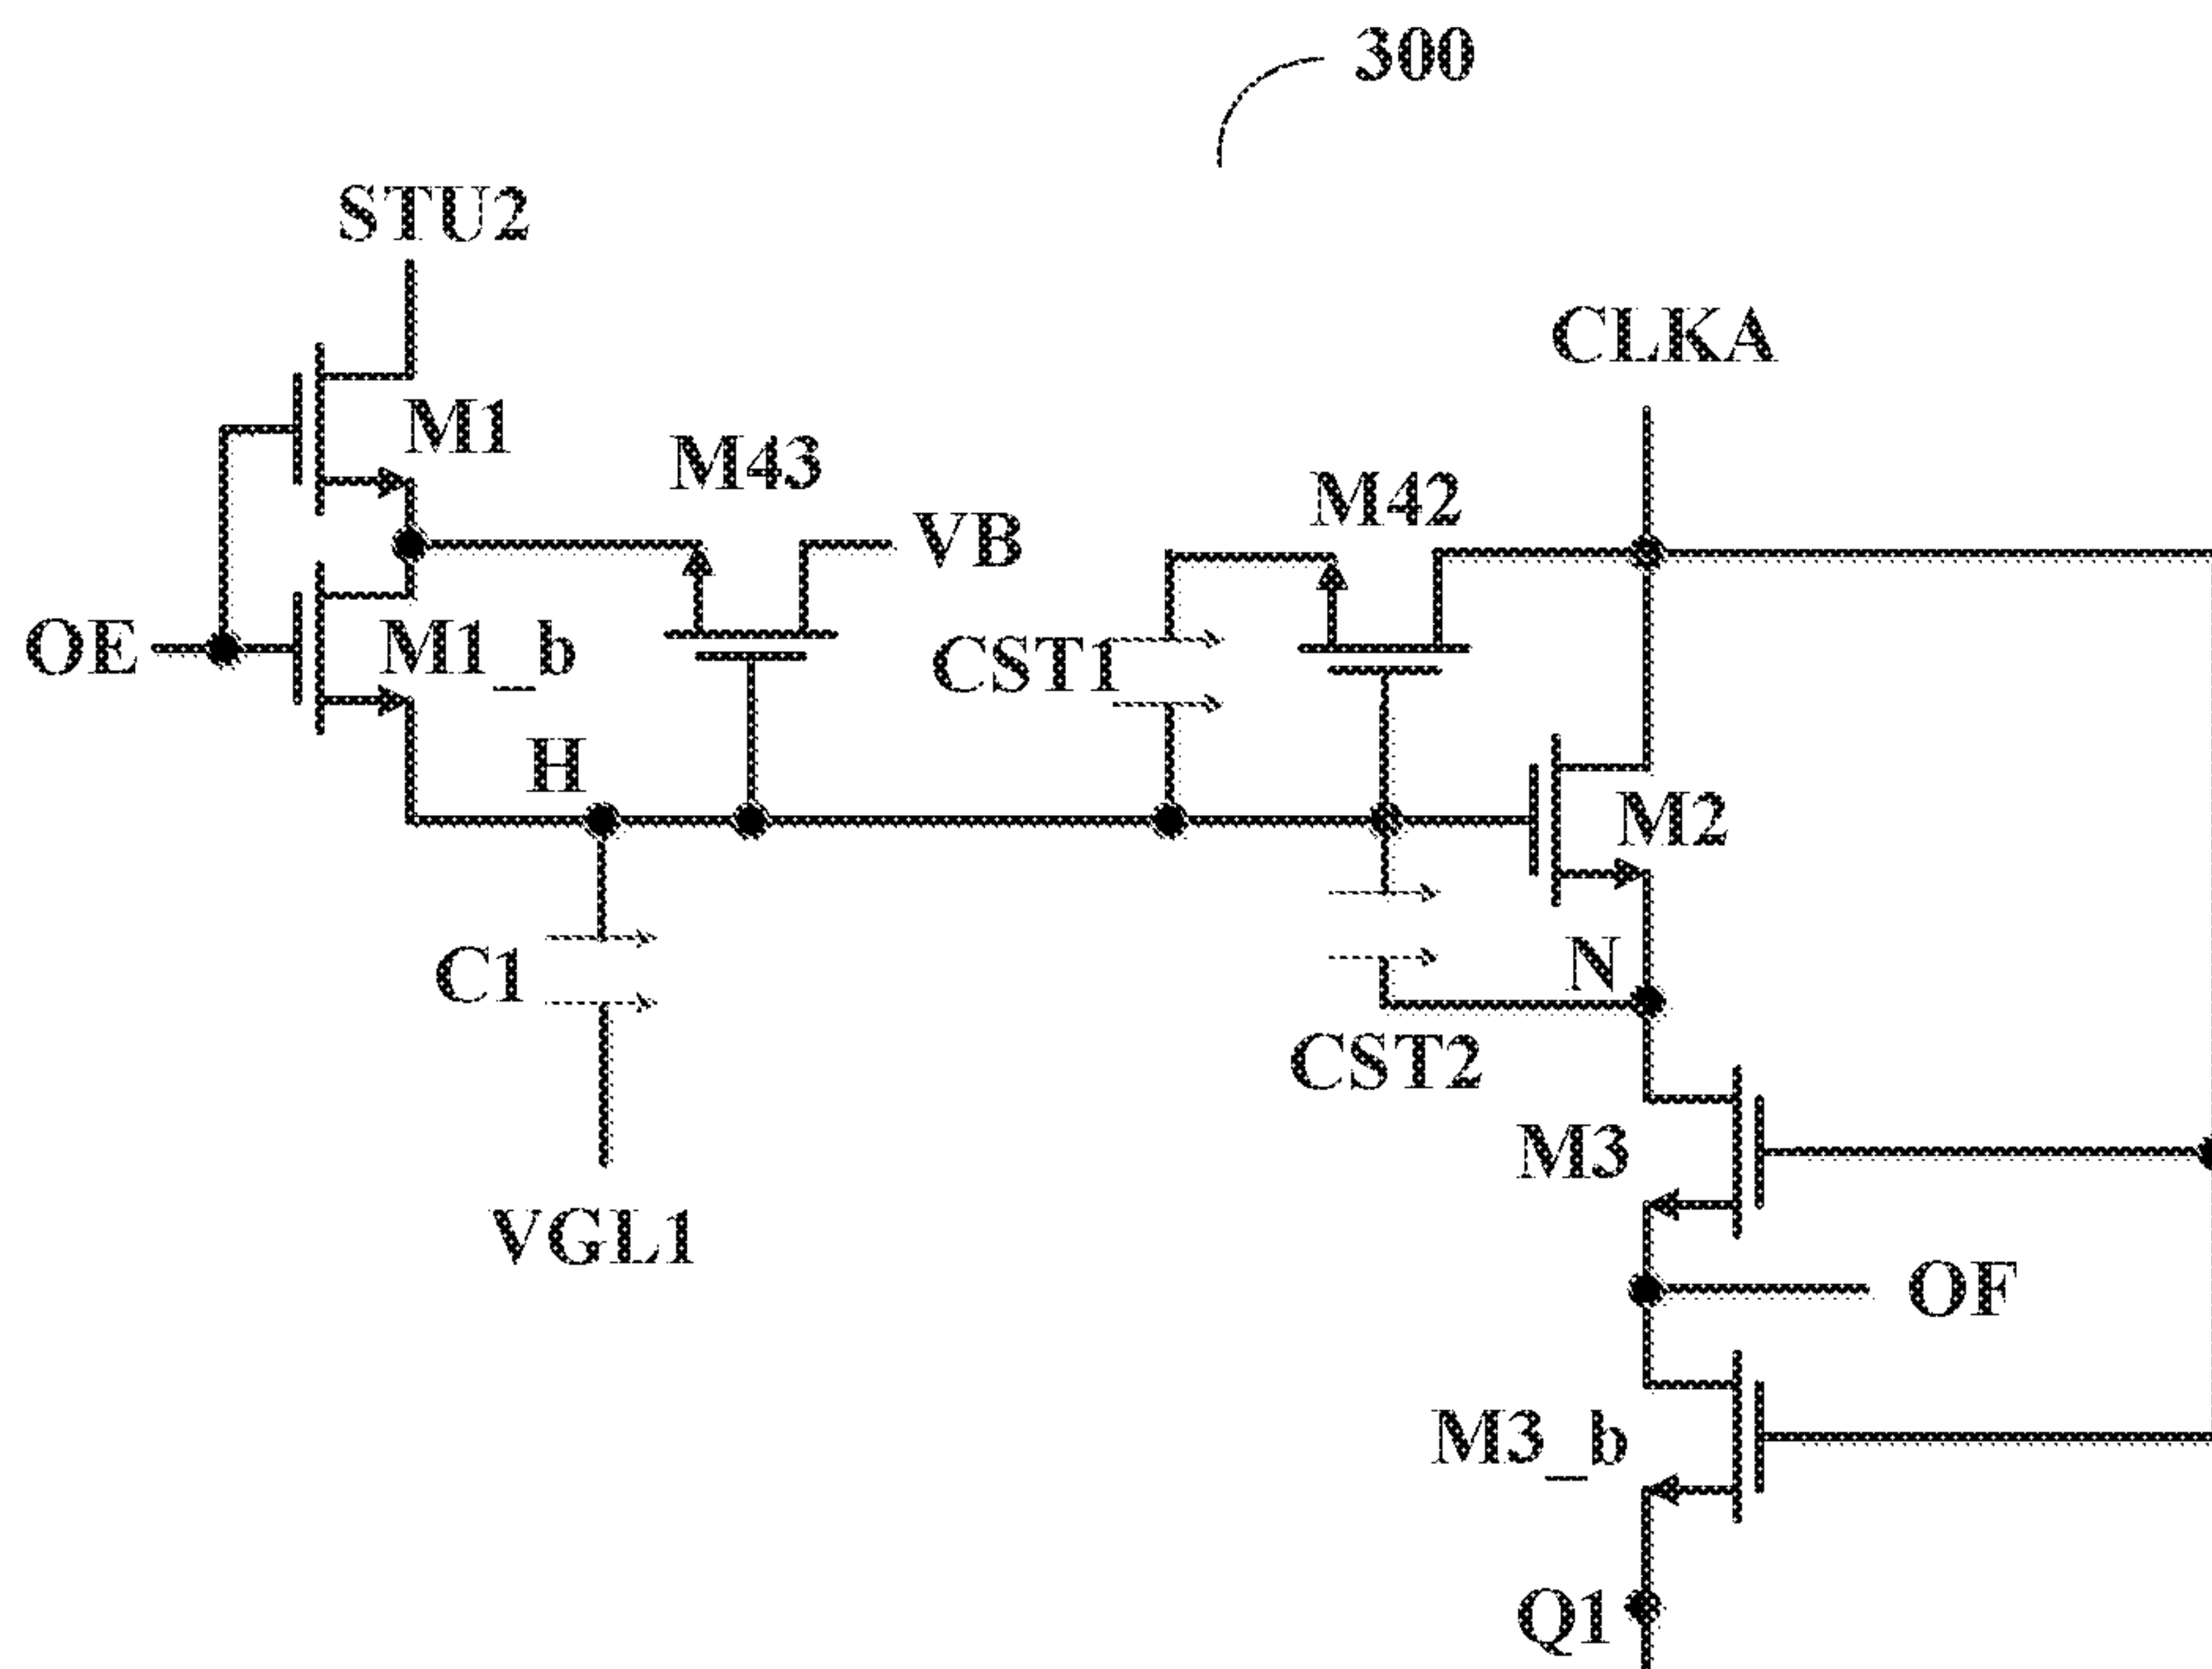 300
STU2
CLKA
M1
M43
M42
VB
OE
M1_b
CST1
H
M2
C1
N
CST2
M3
VGL1
OF
M3_b
Q1